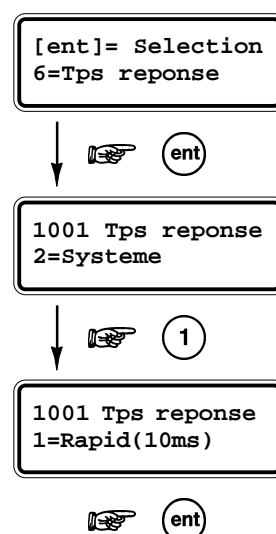 [ent]= Selection
6=Tps reponse
ent
1001 Tps reponse
2=Systeme
1
1001 Tps reponse
1=Rapid(10ms)
ent